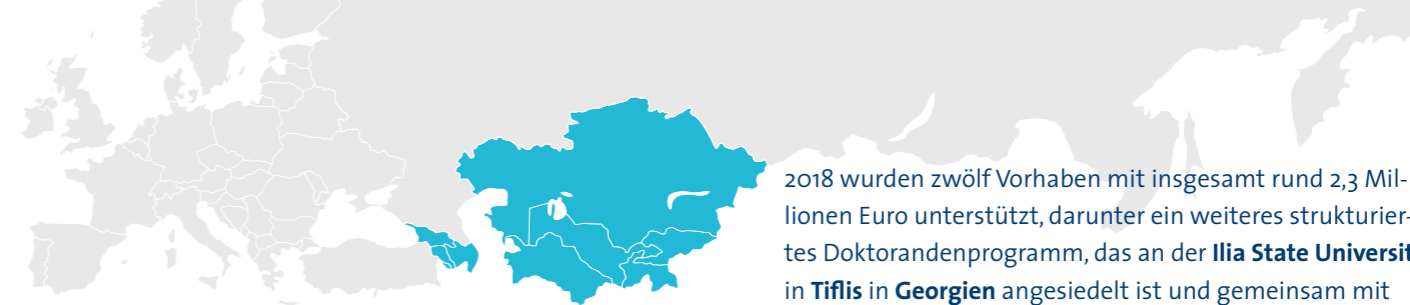 2018 wurden zwölf Vorhaben mit insgesamt rund 2,3 Mil-
lionen Euro unterstützt, darunter ein weiteres strukturier-
tes Doktorandenprogramm, das an der Ilia State Universit
in Tiflis in Georgien angesiedelt ist und gemeinsam mit